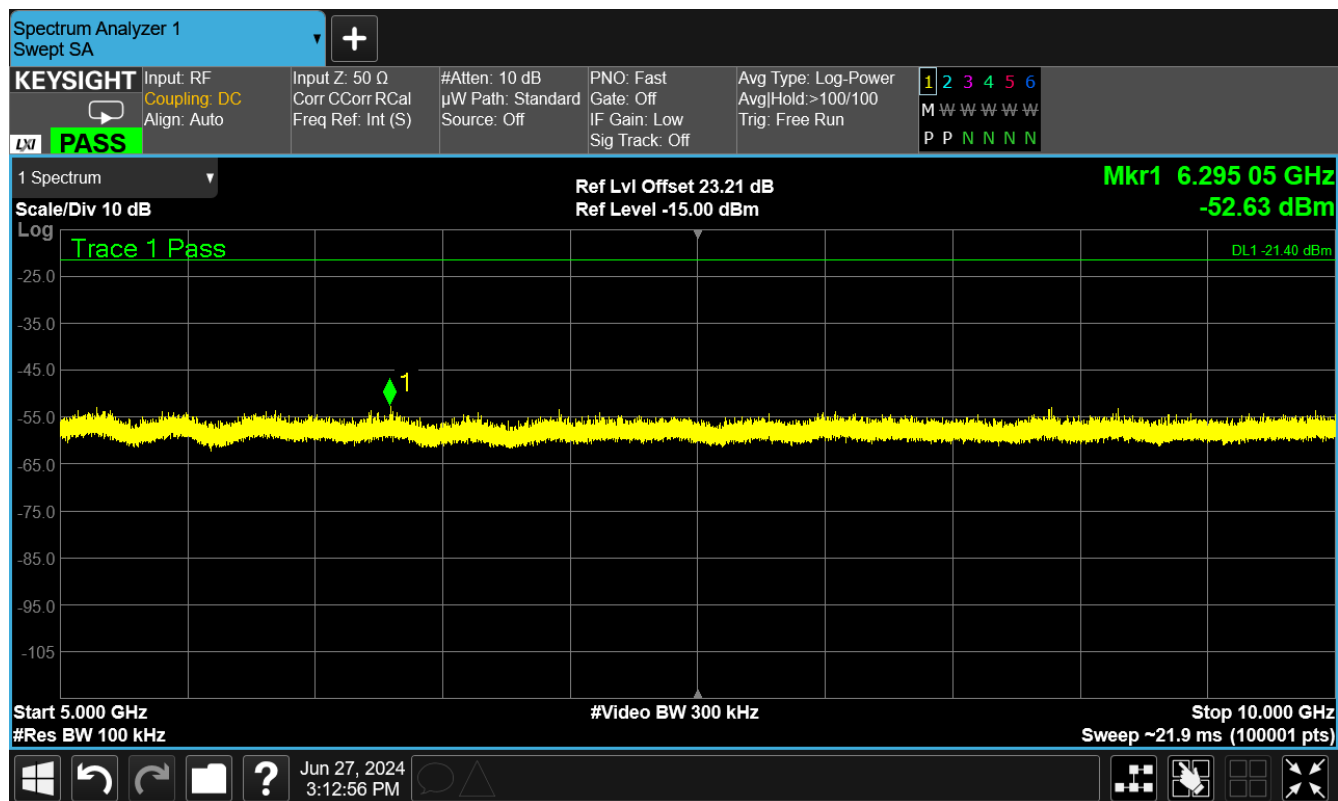 Spectrum Analyzer 1
Swept SA
KEYSIGHT
LXI PASS
Input: RF
Coupling: DC
Align: Auto
Input Z: 50 Ω
Corr CCorr RCal
Freq Ref: Int (S)
#Atten: 10 dB
µW Path: Standard
Source: Off
PNO: Fast
Gate: Off
IF Gain: Low
Sig Track: Off
Avg Type: Log-Power
Avg|Hold:>100/100
Trig: Free Run
1 2 3 4 5 6
M W W W W W
P P N N N N
1 Spectrum
Scale/Div 10 dB
Ref Lvl Offset 23.21 dB
Ref Level -15.00 dBm
Mkr1 6.295 05 GHz
-52.63 dBm
Log
Trace 1 Pass
DL1 -21.40 dBm
-25.0
-35.0
-45.0
1
-55.0
-65.0
-75.0
-85.0
-95.0
-105
Start 5.000 GHz
#Res BW 100 kHz
#Video BW 300 kHz
Stop 10.000 GHz
Sweep ~21.9 ms (100001 pts)
?
Jun 27, 2024
3:12:56 PM